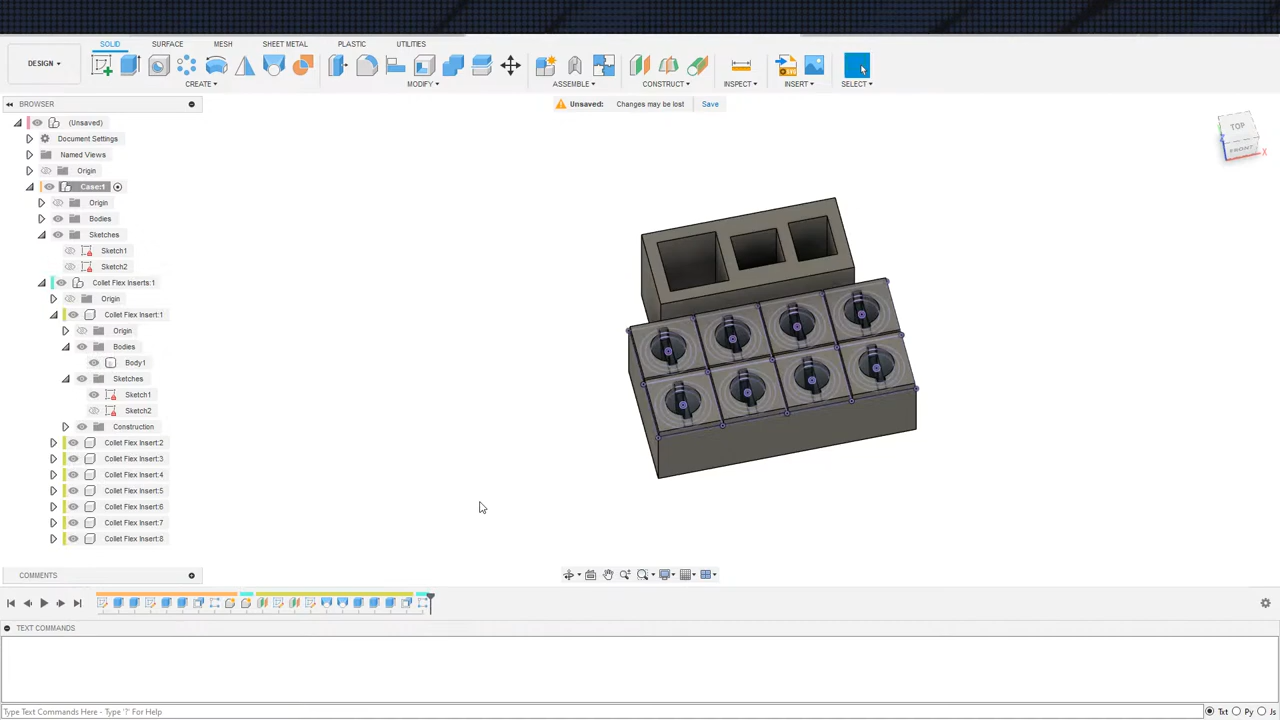 SOLID SURFACE MESH SHEET METAL PLASTIC UTILITIES
DESIGN
CREATE MODIFY ASSEMBLE CONSTRUCT INSPECT INSERT SELECT
BROWSER
Unsaved: Changes may be lost Save
(Unsaved)
Document Settings
Named Views
Origin
Case:1
Origin
Bodies
Sketches
Sketch1
Sketch2
Collet Flex Inserts:1
Origin
Collet Flex Insert:1
Origin
Bodies
Body1
Sketches
Sketch1
Sketch2
Construction
Collet Flex Insert:2
Collet Flex Insert:3
Collet Flex Insert:4
Collet Flex Insert:5
Collet Flex Insert:6
Collet Flex Insert:7
Collet Flex Insert:8
TOP
FRONT
X
Z
COMMENTS
TEXT COMMANDS
Type Text Commands Here - Type '?' For Help
Txt Py Js